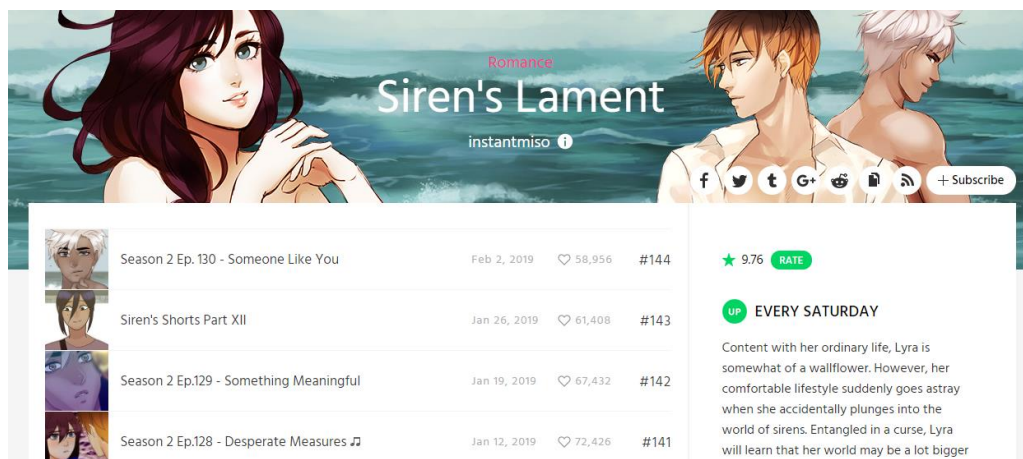 Romance
Siren's Lament
instantmiso i
f G+ + Subscribe
Season 2 Ep. 130 - Someone Like You Feb 2, 2019 58,956 #144
Siren's Shorts Part XII Jan 26, 2019 61,408 #143
Season 2 Ep.129 - Something Meaningful Jan 19, 2019 67,432 #142
Season 2 Ep.128 - Desperate Measures ♫ Jan 12, 2019 72,426 #141
★ 9.76 RATE
UP EVERY SATURDAY
Content with her ordinary life, Lyra is
somewhat of a wallflower. However, her
comfortable lifestyle suddenly goes astray
when she accidentally plunges into the
world of sirens. Entangled in a curse, Lyra
will learn that her world may be a lot bigger